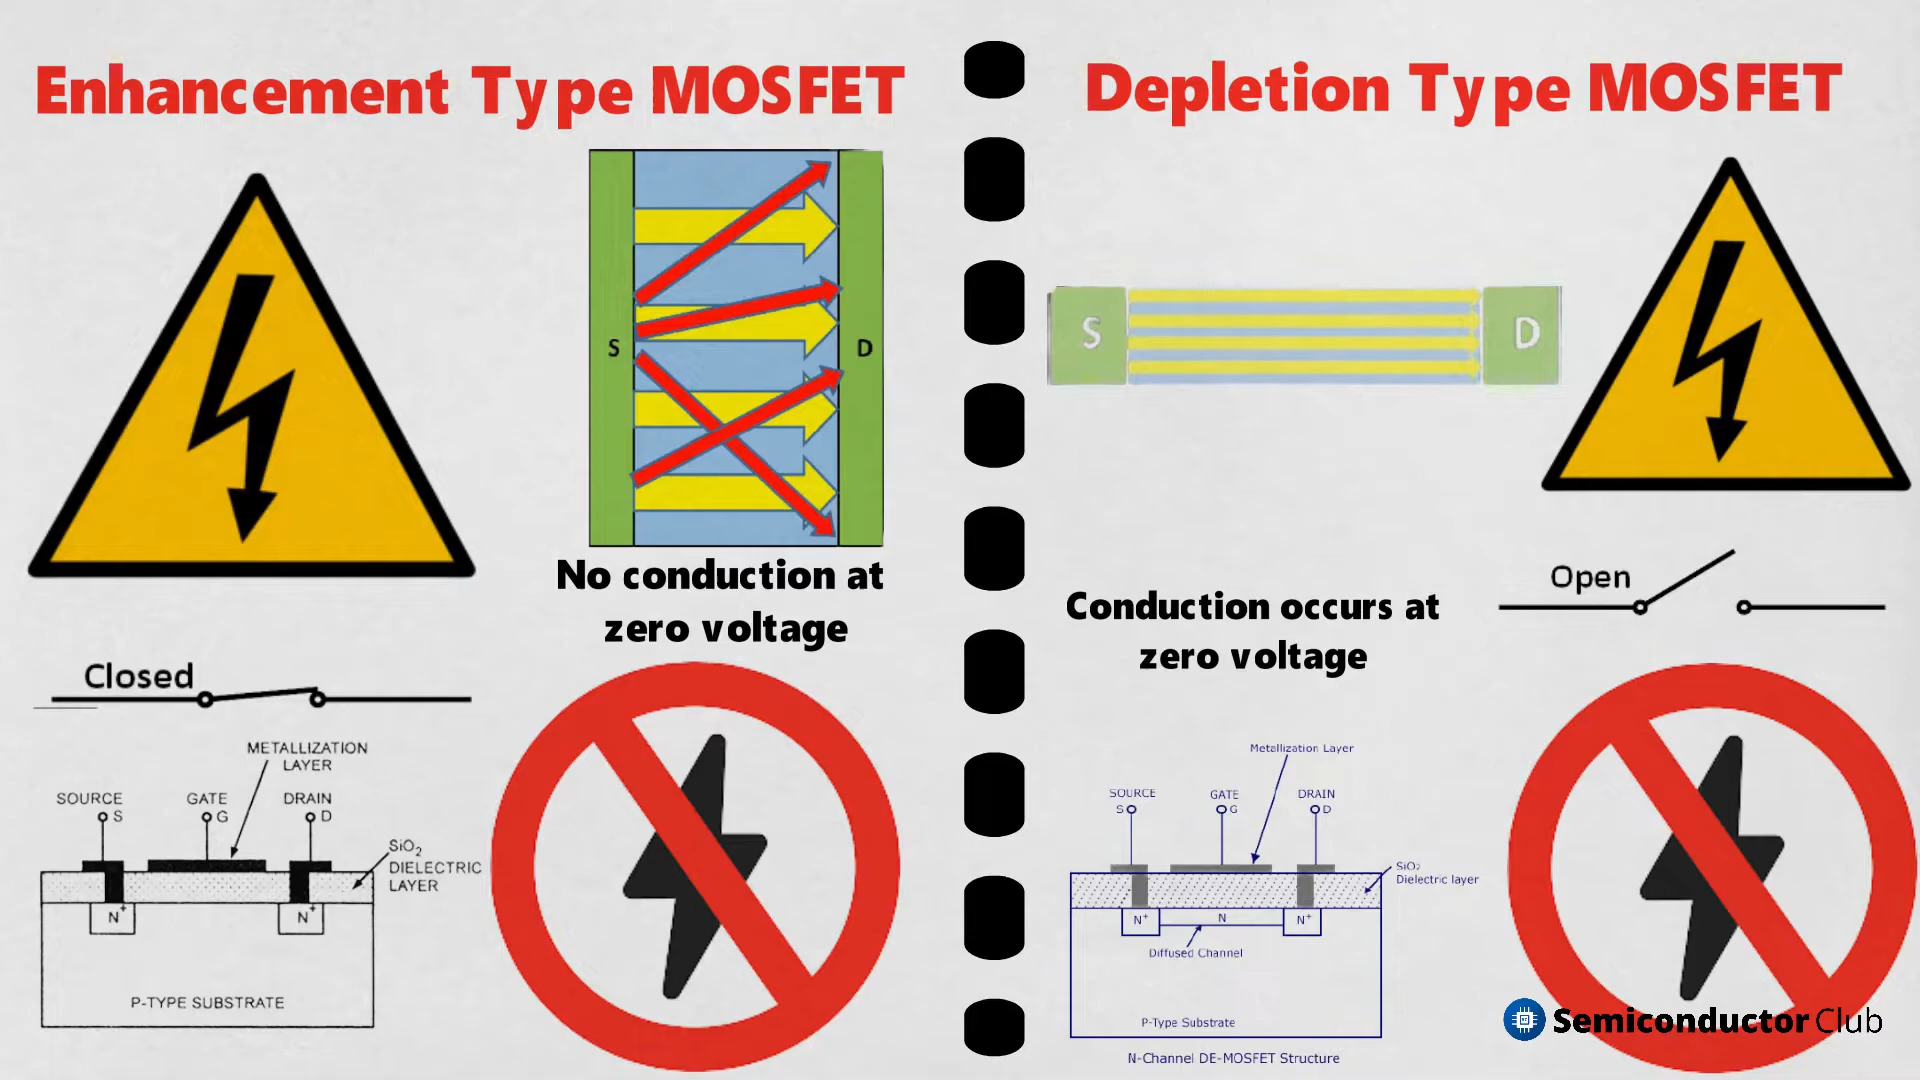 Enhancement Type MOSFET
S
D
No conduction at
zero voltage
Closed
METALLIZATION
LAYER
SOURCE
GATE
DRAIN
S
G
D
SiO2
DIELECTRIC
LAYER
N+
N+
P-TYPE SUBSTRATE
Depletion Type MOSFET
S
D
Conduction occurs at
zero voltage
Open
Metallization Layer
SOURCE
GATE
DRAIN
S
G
D
SiO2
Dielectric layer
N+
N
N+
Diffused Channel
P-Type Substrate
N-Channel DE-MOSFET Structure
Semiconductor Club